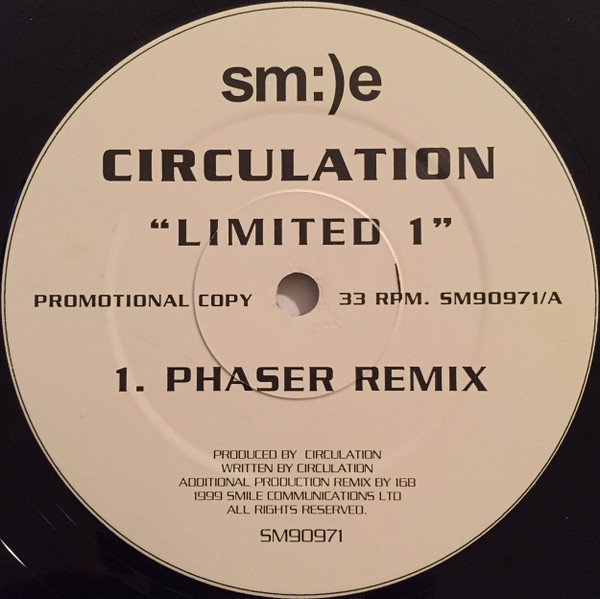 sm:)e
CIRCULATION
“LIMITED 1”
PROMOTIONAL COPY 33 RPM. SM90971/A
1. PHASER REMIX
PRODUCED BY CIRCULATION
WRITTEN BY CIRCULATION
ADDITIONAL PRODUCTION REMIX BY 16B
1999 SMILE COMMUNICATIONS LTD
ALL RIGHTS RESERVED.
SM90971